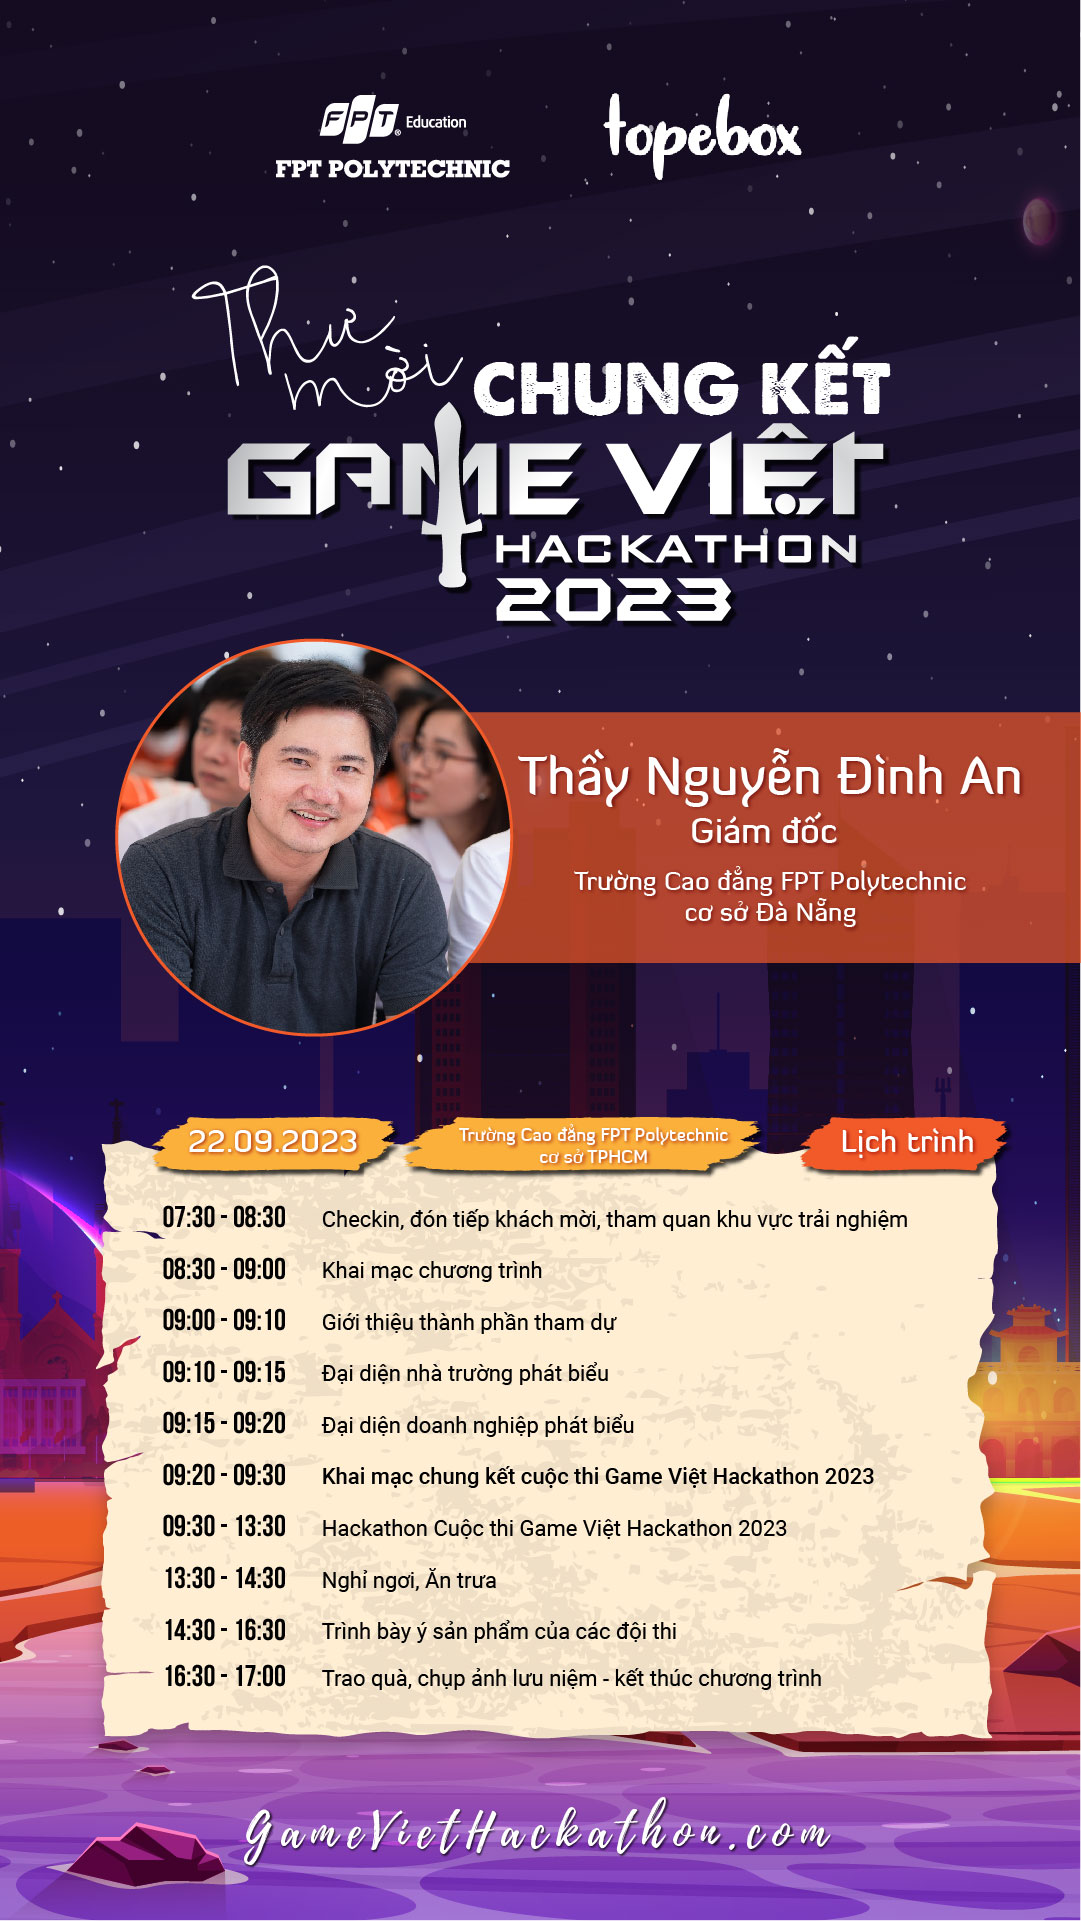 FPT Education
FPT POLYTECHNIC
topebox
Thư mời
CHUNG KẾT
GAME VIỆT
HACKATHON
2023
Thầy Nguyễn Đình An
Giám đốc
Trường Cao đẳng FPT Polytechnic
cơ sở Đà Nẵng
22.09.2023
Trường Cao đẳng FPT Polytechnic
cơ sở TPHCM
Lịch trình
07:30 - 08:30 Checkin, đón tiếp khách mời, tham quan khu vực trải nghiệm
08:30 - 09:00 Khai mạc chương trình
09:00 - 09:10 Giới thiệu thành phần tham dự
09:10 - 09:15 Đại diện nhà trường phát biểu
09:15 - 09:20 Đại diện doanh nghiệp phát biểu
09:20 - 09:30 Khai mạc chung kết cuộc thi Game Việt Hackathon 2023
09:30 - 13:30 Hackathon Cuộc thi Game Việt Hackathon 2023
13:30 - 14:30 Nghỉ ngơi, Ăn trưa
14:30 - 16:30 Trình bày ý sản phẩm của các đội thi
16:30 - 17:00 Trao quà, chụp ảnh lưu niệm - kết thúc chương trình
GameVietHackathon.com